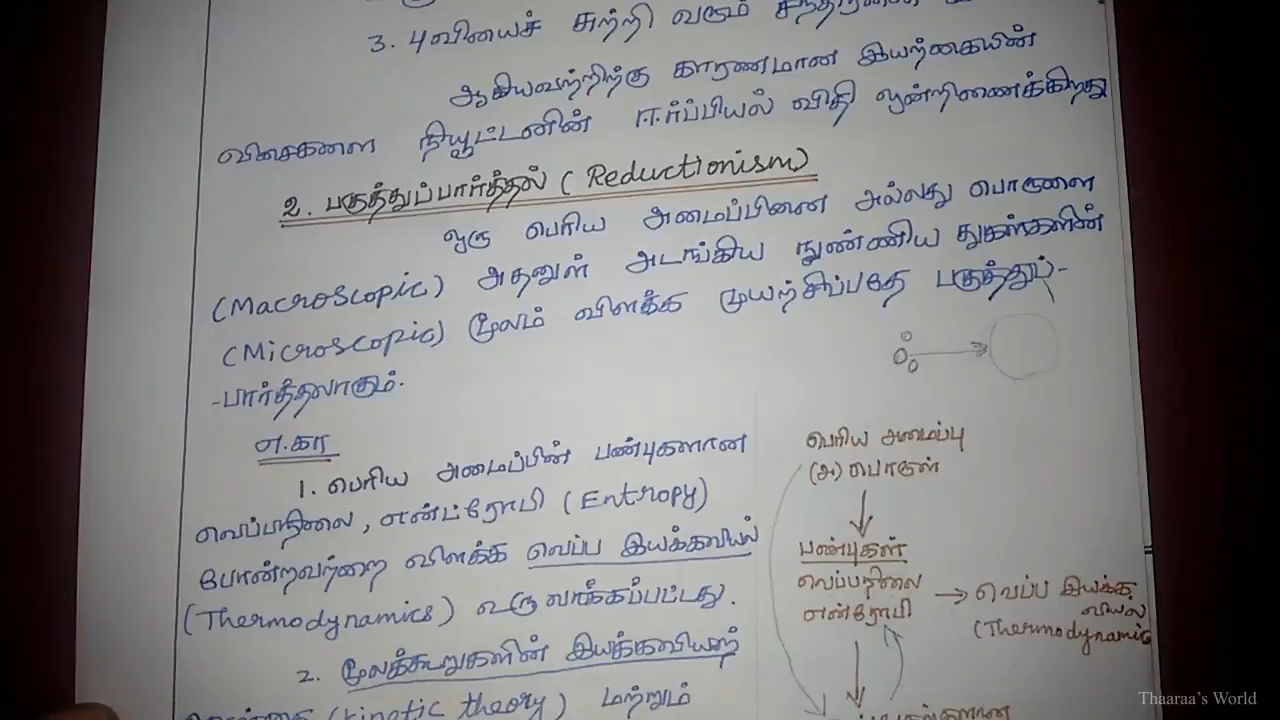 3. புவியைச் சுற்றி வரும்
ஆகியவற்றிற்கு காரணமான இயற்கையின்
விசைகளை நியூட்டனின் ஈர்ப்பியல் விதி ஒன்றிணைக்கிறது
2. பகுத்துப்பார்த்தல் (Reductionism)
ஒரு பெரிய அமைப்பினை அல்லது பொருளை
(Macroscopic) அதனுள் அடங்கிய நுண்ணிய துகள்களின்
(Microscopic) மூலம் விளக்க முயற்சிப்பதே பகுத்துப்-
-பார்த்தலாகும்.
எ.கா
1. பெரிய அமைப்பின் பண்புகளான
வெப்பநிலை, என்ட்ரோபி (Entropy)
போன்றவற்றை விளக்க வெப்ப இயக்கவியல்
(Thermodynamics) உருவாக்கப்பட்டது.
2. மூலக்கூறுகளின் இயக்கவியற்
(kinetic theory) மற்றும்
பெரிய அமைப்பு
(அ) பொருள்
பண்புகள்
வெப்பநிலை
என்ரோபி
வெப்ப இயக்க
வியல்
(Thermodynamic
Thaaraa's World